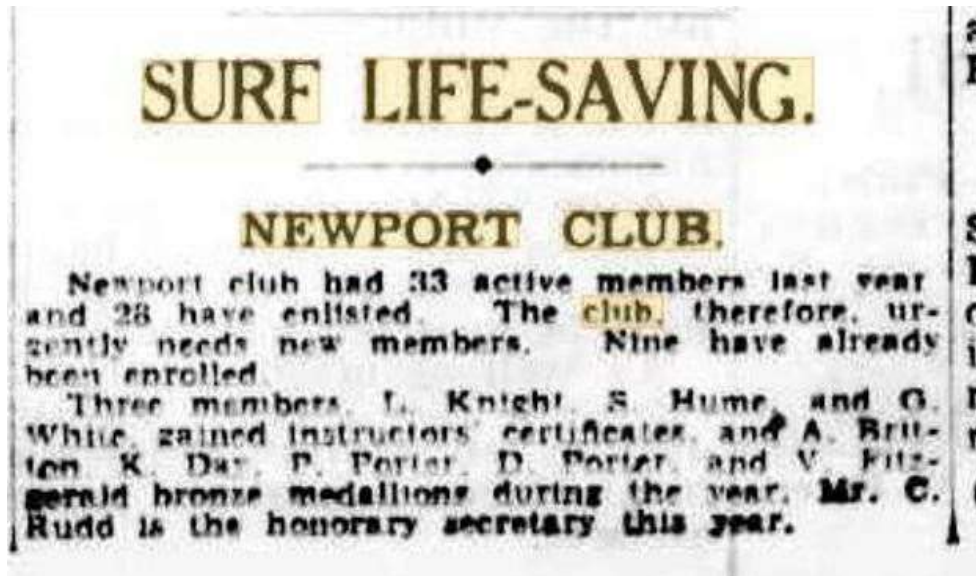 SURF LIFE-SAVING.
NEWPORT CLUB.
Newport club had 33 active members last year
and 28 have enlisted. The club, therefore, ur-
gently needs new members. Nine have already
been enrolled.
Three members, L. Knight, S. Hume, and G.
White, gained instructors' certificates, and A. Brit-
ton, K. Day, P. Porter, D. Porter, and V. Fitz-
gerald bronze medallions during the year. Mr. C.
Rudd is the honorary secretary this year.